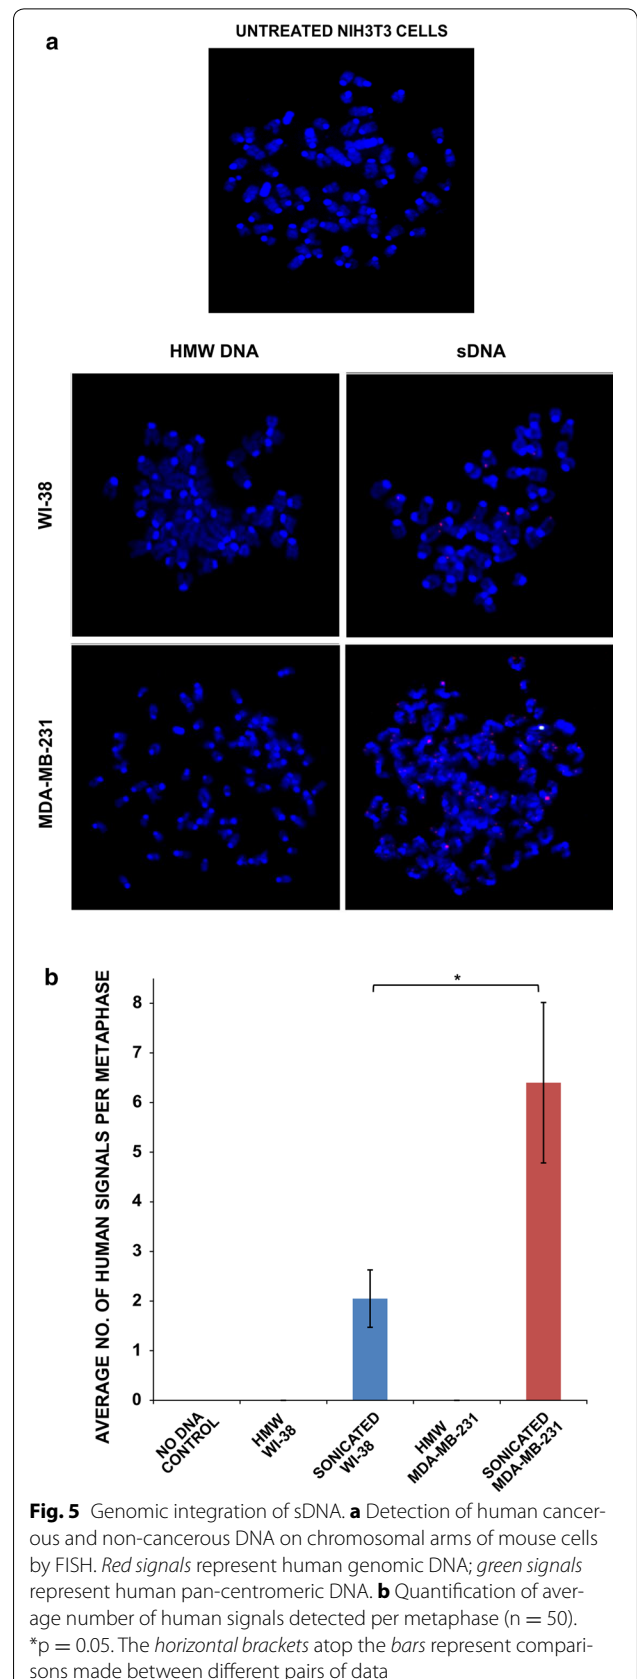 a
UNTREATED NIH3T3 CELLS
HMW DNA
sDNA
WI-38
MDA-MB-231
b
AVERAGE NO. OF HUMAN SIGNALS PER METAPHASE
8
7
6
5
4
3
2
1
0
*
NO DNA
CONTROL
HMW
WI-38
SONICATED
WI-38
HMW
MDA-MB-231
SONICATED
MDA-MB-231
Fig. 5 Genomic integration of sDNA. a Detection of human cancer-
ous and non-cancerous DNA on chromosomal arms of mouse cells
by FISH. Red signals represent human genomic DNA; green signals
represent human pan-centromeric DNA. b Quantification of aver-
age number of human signals detected per metaphase (n = 50).
*p = 0.05. The horizontal brackets atop the bars represent compari-
sons made between different pairs of data